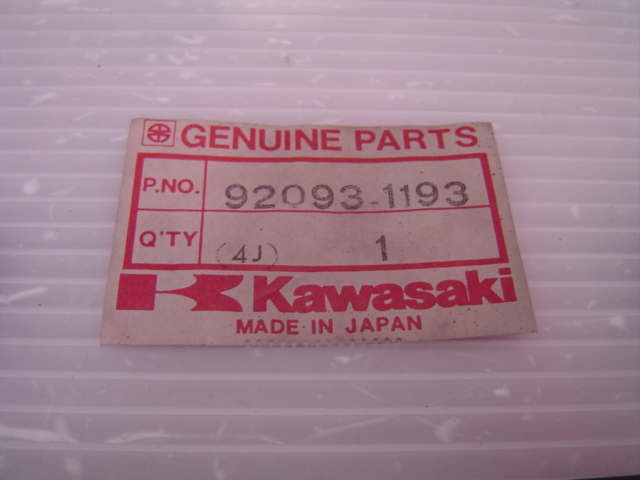 GENUINE PARTS
P.NO. 92093-1193
Q'TY (4J) 1
Kawasaki
MADE IN JAPAN